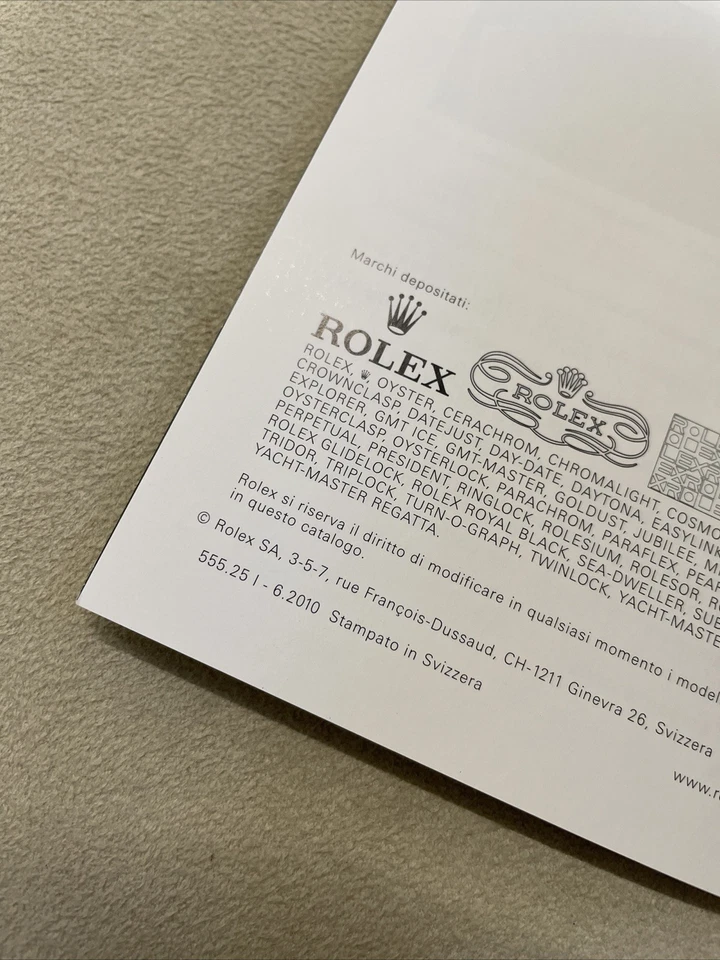 Marchi depositati:
ROLEX
ROLEX
ROLEX, OYSTER, CERACHROM, CHROMALIGHT, COSMO
CROWNCLASP, DATEJUST, DAY-DATE, DAYTONA, EASYLINK
EXPLORER, GMT ICE, GMT-MASTER, GOLDUST, JUBILEE, M
OYSTERCLASP, OYSTERLOCK, PARACHROM, PARAFLEX, PEAR
PERPETUAL, PRESIDENT, RINGLOCK, ROLESIUM, ROLESOR, R
ROLEX GLIDELOCK, ROLEX ROYAL BLACK, SEA-DWELLER, SUB
TRIDOR, TRIPLOCK, TURN-O-GRAPH, TWINLOCK, YACHT-MASTE
YACHT-MASTER REGATTA.
Rolex si riserva il diritto di modificare in qualsiasi momento i model
in questo catalogo.
© Rolex SA, 3-5-7, rue François-Dussaud, CH-1211 Ginevra 26, Svizzera
555.25 I - 6.2010 Stampato in Svizzera
www.r